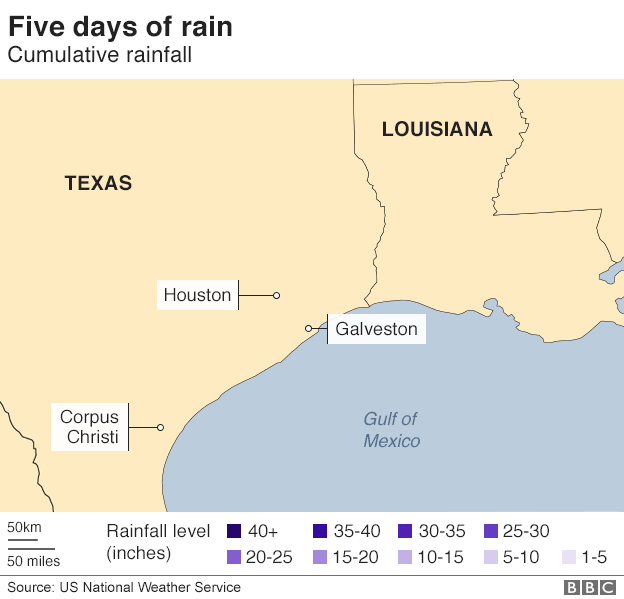 Five days of rain
Cumulative rainfall
LOUISIANA
TEXAS
Houston
Galveston
Corpus
Christi
Gulf of
Mexico
50km
50 miles
Rainfall level
(inches)
40+ 35-40 30-35 25-30
20-25 15-20 10-15 5-10 1-5
Source: US National Weather Service
BBC